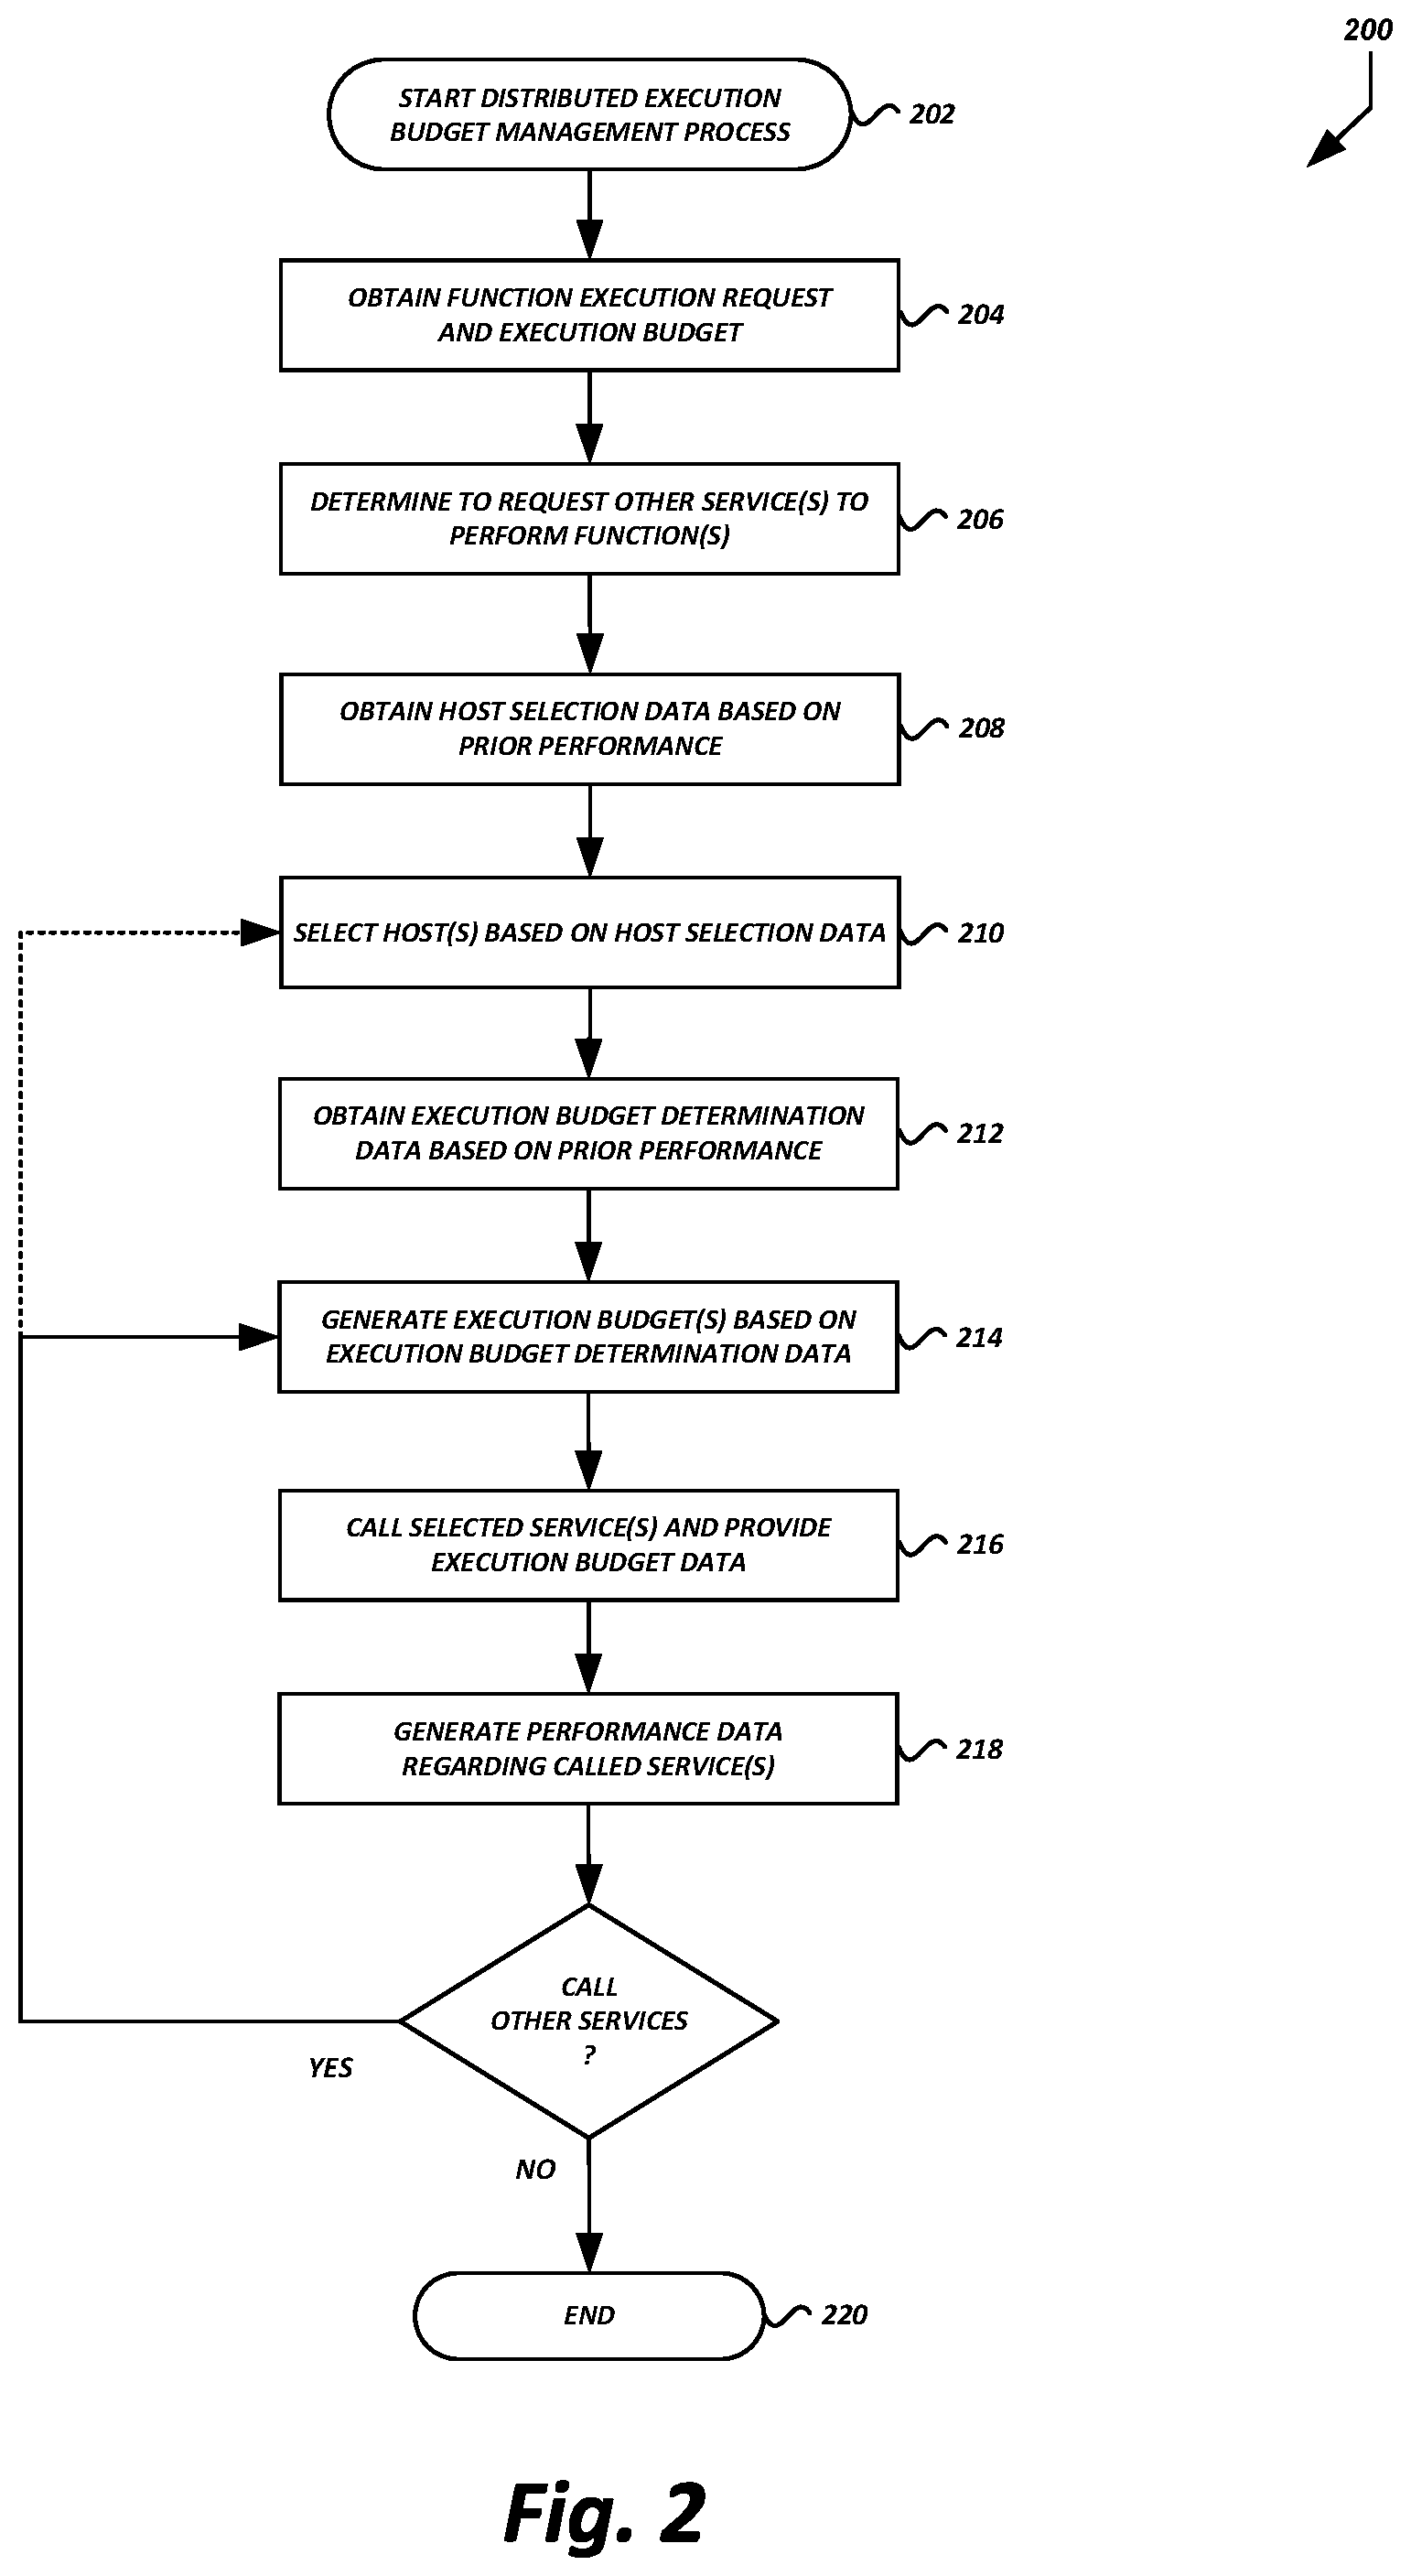 200
START DISTRIBUTED EXECUTION
BUDGET MANAGEMENT PROCESS
202
OBTAIN FUNCTION EXECUTION REQUEST
AND EXECUTION BUDGET
204
DETERMINE TO REQUEST OTHER SERVICE(S) TO
PERFORM FUNCTION(S)
206
OBTAIN HOST SELECTION DATA BASED ON
PRIOR PERFORMANCE
208
SELECT HOST(S) BASED ON HOST SELECTION DATA
210
OBTAIN EXECUTION BUDGET DETERMINATION
DATA BASED ON PRIOR PERFORMANCE
212
GENERATE EXECUTION BUDGET(S) BASED ON
EXECUTION BUDGET DETERMINATION DATA
214
CALL SELECTED SERVICE(S) AND PROVIDE
EXECUTION BUDGET DATA
216
GENERATE PERFORMANCE DATA
REGARDING CALLED SERVICE(S)
218
CALL
OTHER SERVICES
?
YES
NO
END
220
Fig. 2